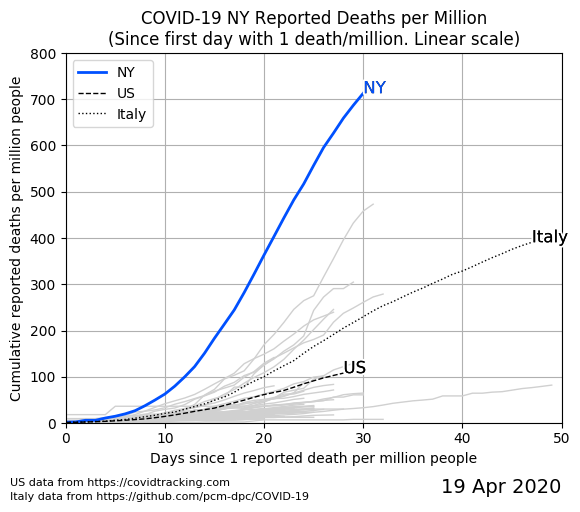 COVID-19 NY Reported Deaths per Million
(Since first day with 1 death/million. Linear scale)
Cumulative reported deaths per million people
800
700
600
500
400
300
200
100
0
NY
US
Italy
NY
Italy
US
0
10
20
30
40
50
Days since 1 reported death per million people
US data from https://covidtracking.com
Italy data from https://github.com/pcm-dpc/COVID-19
19 Apr 2020